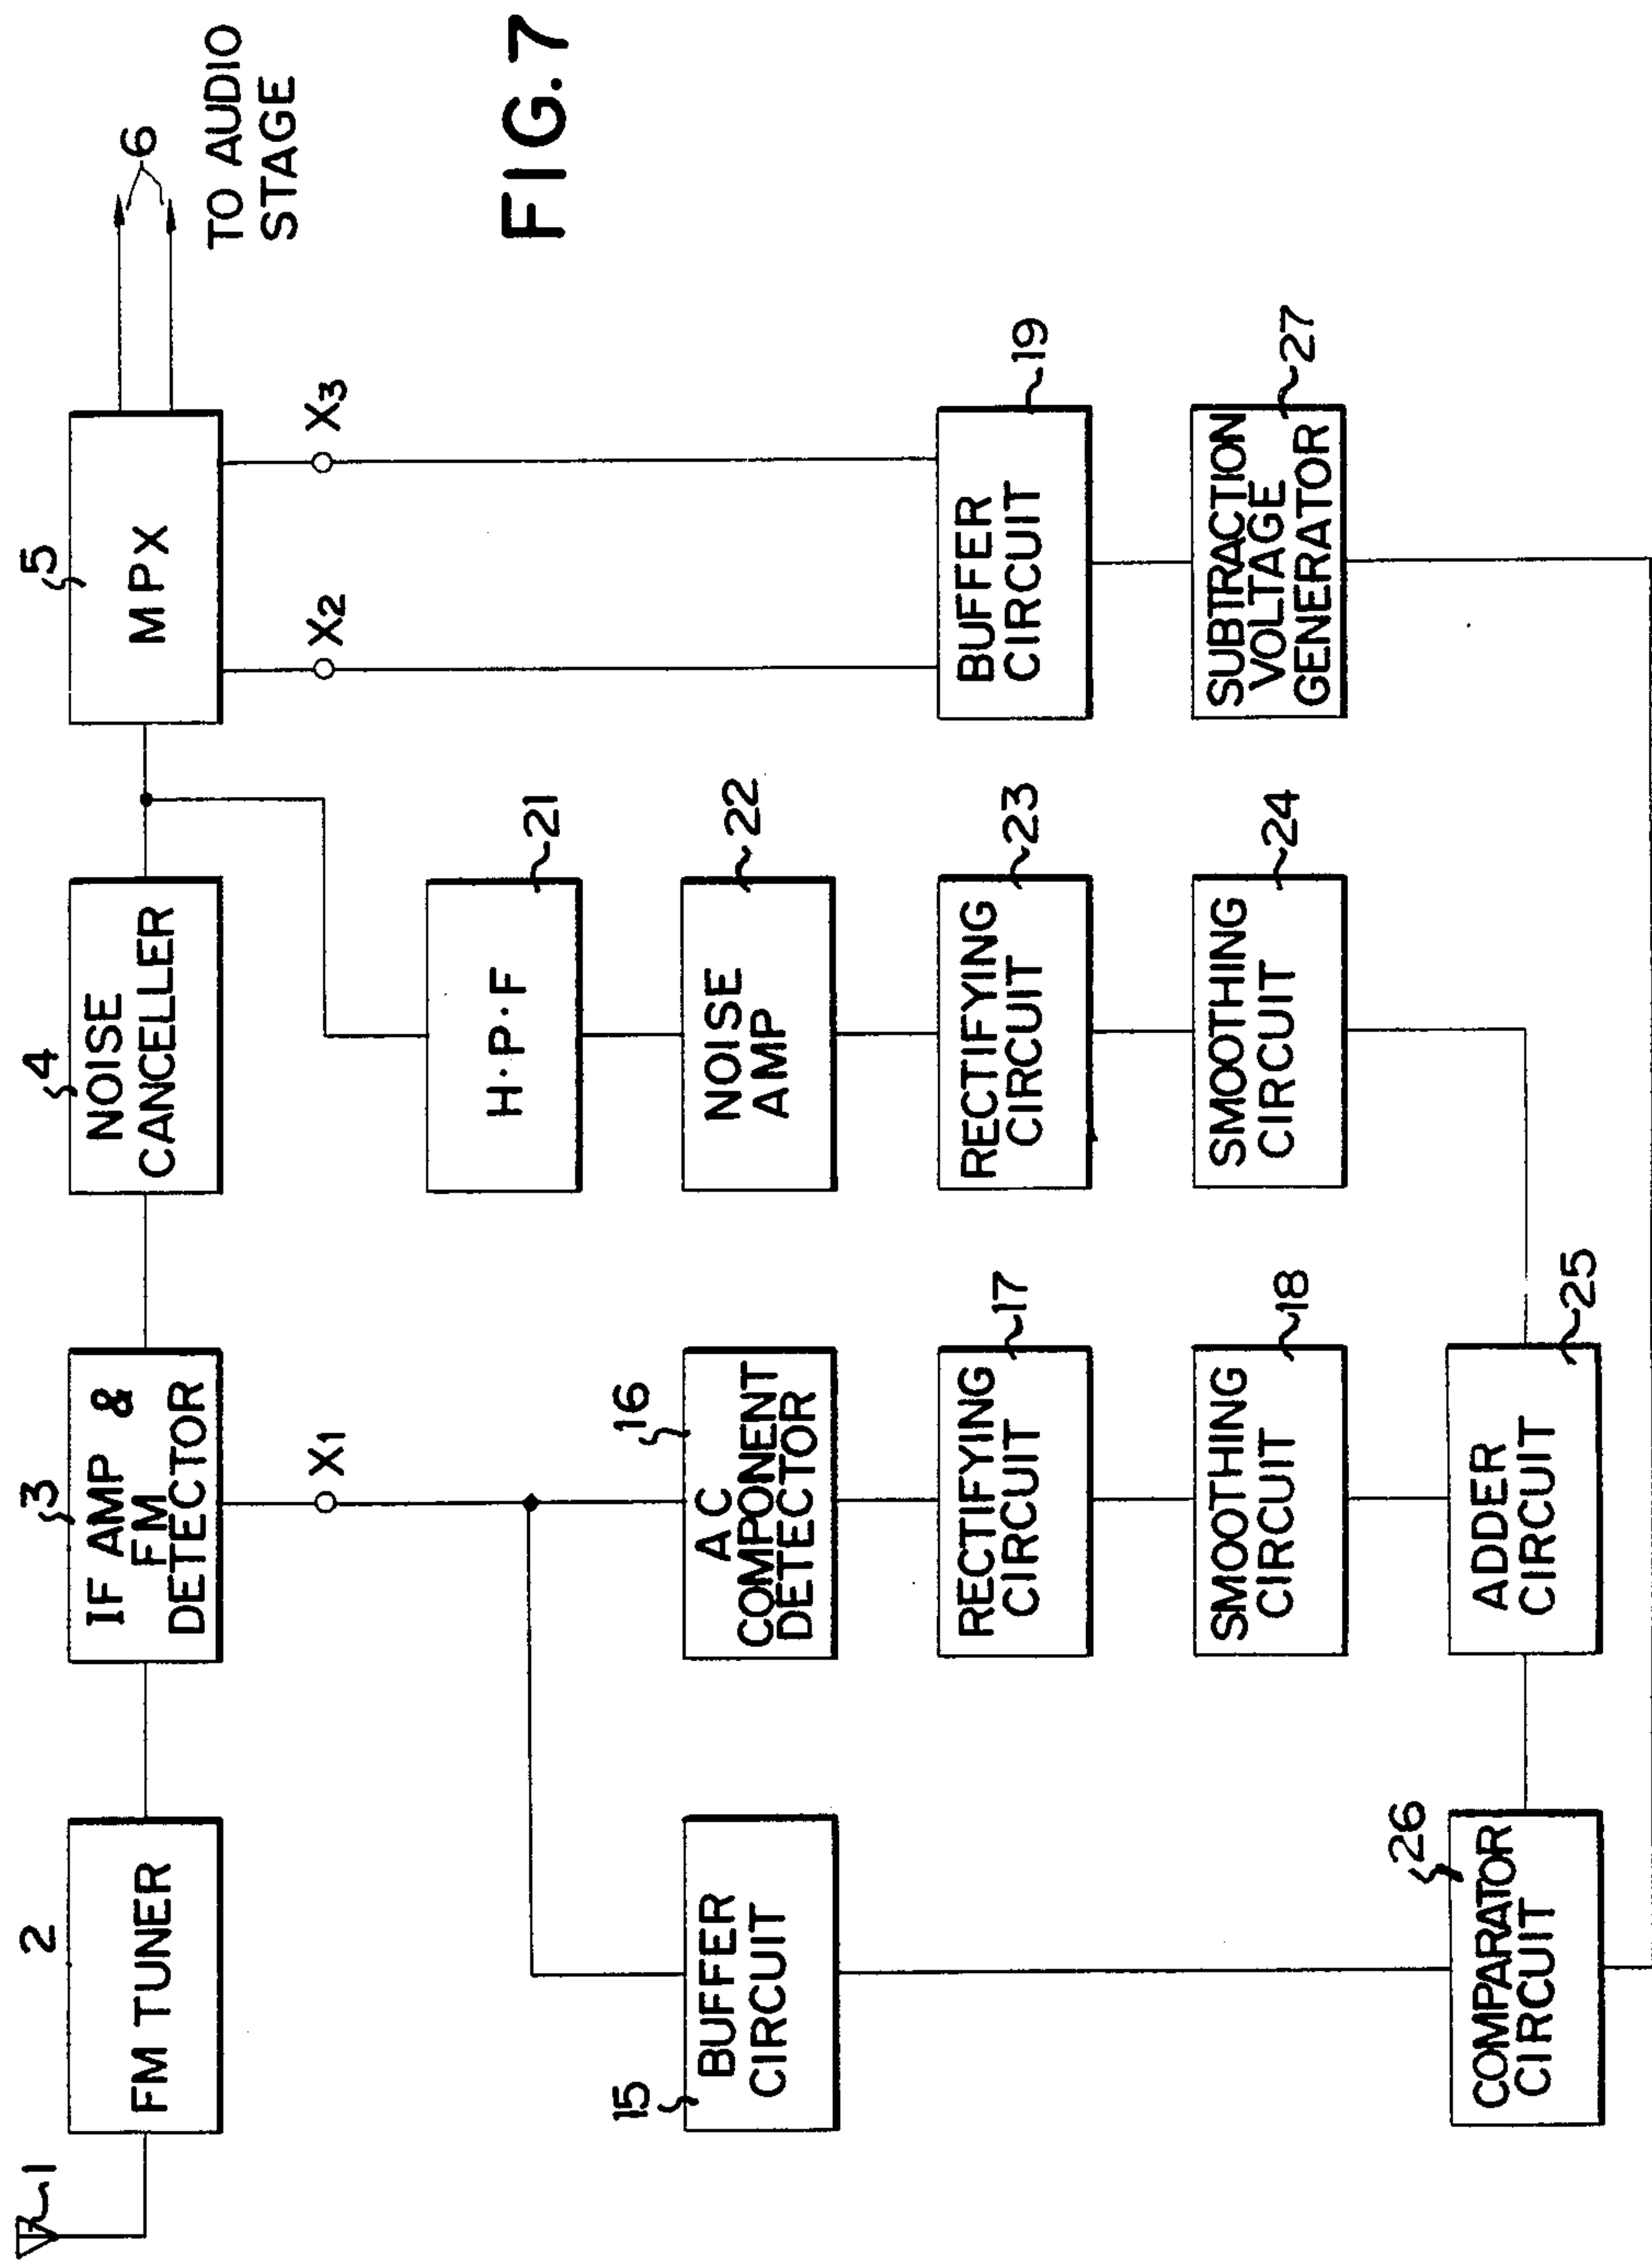 1
2
FM TUNER
3
IF AMP &
FM
DETECTOR
4
NOISE
CANCELLER
5
MPX
6
TO AUDIO
STAGE
X1
X2
X3
FIG.7
H·P·F
21
15
BUFFER
CIRCUIT
16
AC
COMPONENT
DETECTOR
NOISE
AMP
22
RECTIFYING
CIRCUIT
17
RECTIFYING
CIRCUIT
23
BUFFER
CIRCUIT
19
SMOOTHING
CIRCUIT
18
SMOOTHING
CIRCUIT
24
SUBTRACTION
VOLTAGE
GENERATOR
27
26
COMPARATOR
CIRCUIT
ADDER
CIRCUIT
25